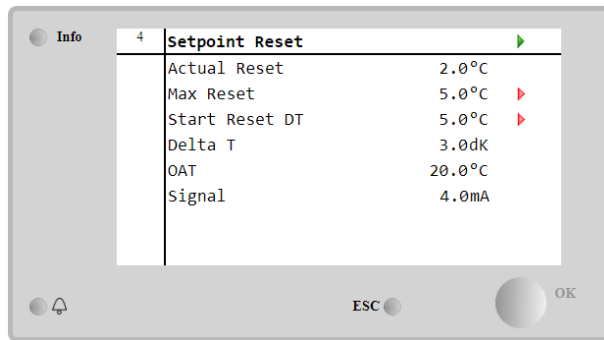 Info
4 Setpoint Reset
Actual Reset 2.0°C
Max Reset 5.0°C
Start Reset DT 5.0°C
Delta T 3.0dK
OAT 20.0°C
Signal 4.0mA
ESC
OK